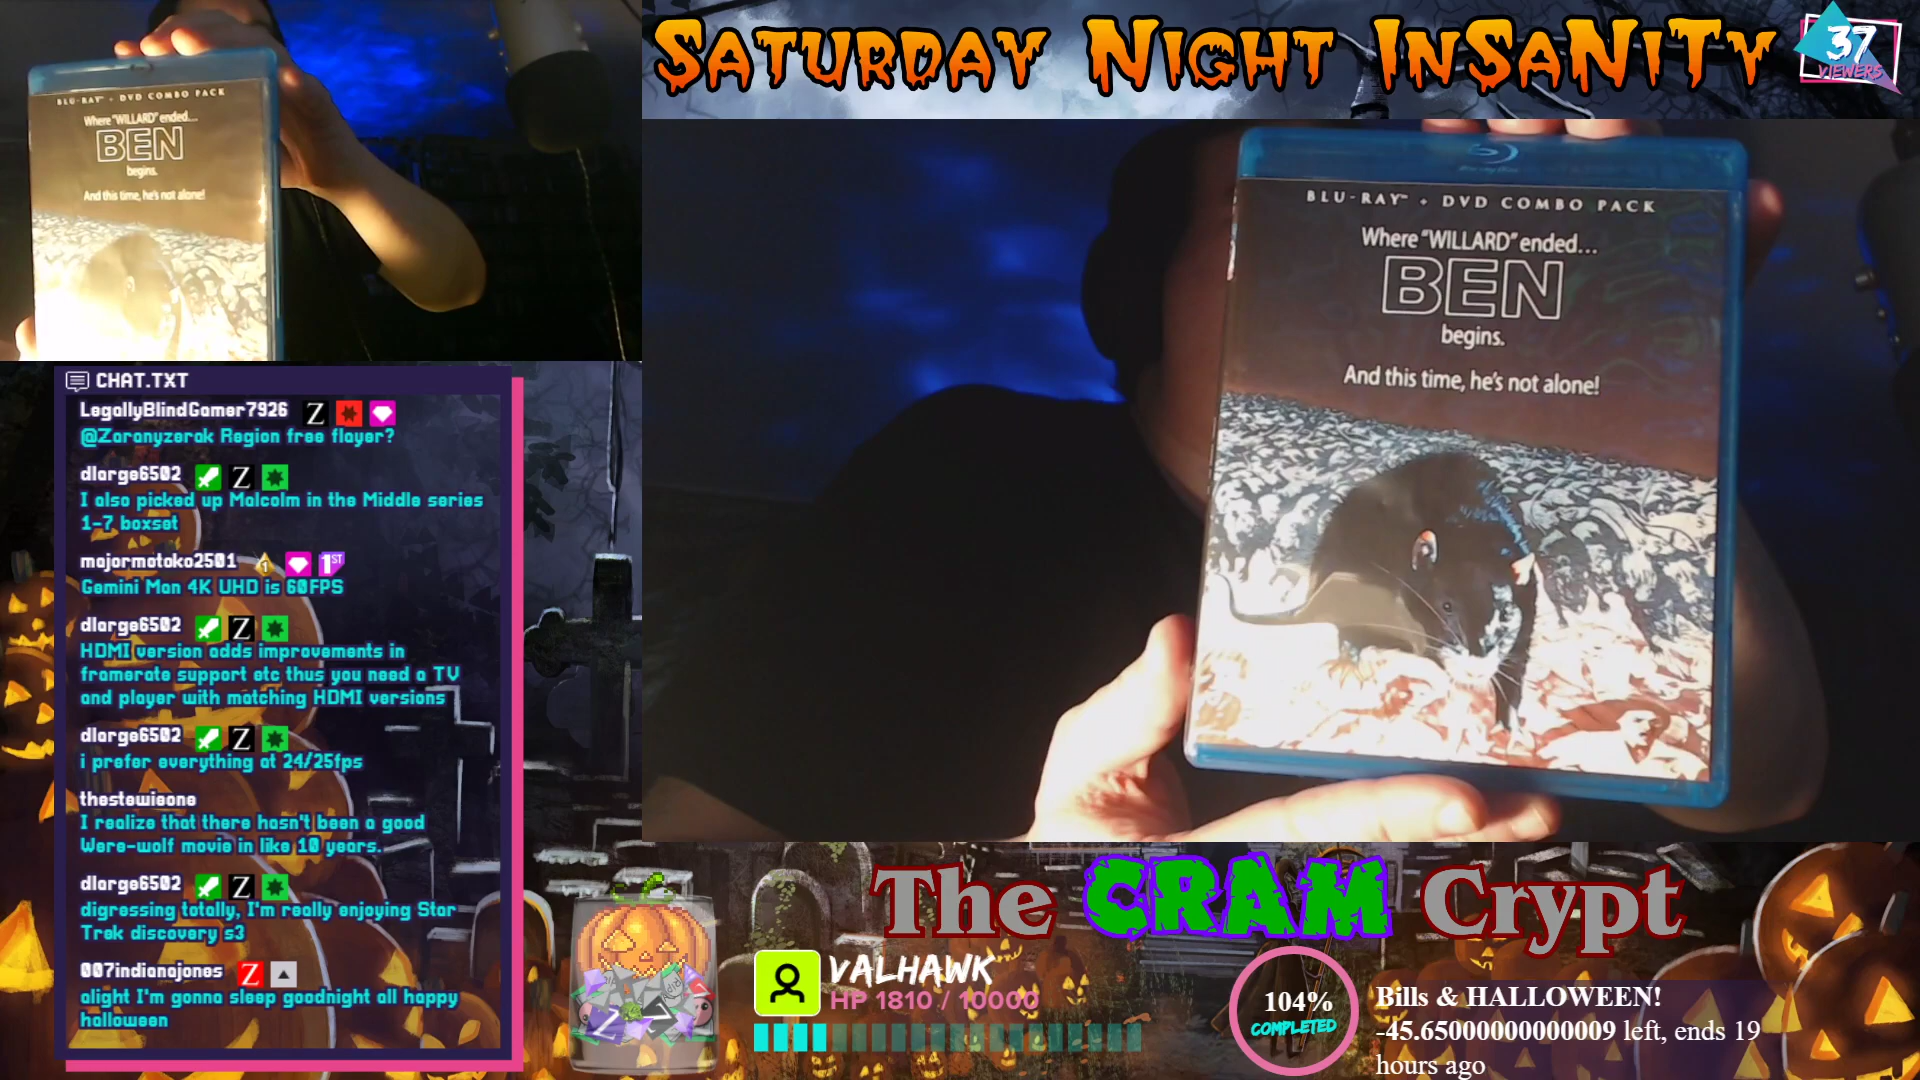 BLU-RAY™ + DVD COMBO PACK
Where "WILLARD" ended...
BEN
begins.
And this time, he's not alone!
SATURDAY NIGHT INSANITY
37
VIEWERS
BLU-RAY™ + DVD COMBO PACK
Where "WILLARD" ended...
BEN
begins.
And this time, he's not alone!
CHAT.TXT
LegallyBlindGamer7926
@Zaranyzerak Region free flayer?
dlarge6502
I also picked up Malcolm in the Middle series
1-7 boxset
majormotoko2501
Gemini Man 4K UHD is 60FPS
dlarge6502
HDMI version adds improvements in
framerate support etc thus you need a TV
and player with matching HDMI versions
dlarge6502
i prefer everything at 24/25fps
thestewieone
I realize that there hasn't been a good
Were-wolf movie in like 10 years.
dlarge6502
digressing totally, I'm really enjoying Star
Trek discovery s3
007indianajones
alight I'm gonna sleep goodnight all happy
halloween
The CRAM Crypt
VALHAWK
HP 1810 / 10000
104%
COMPLETED
Bills & HALLOWEEN!
-45.65000000000009 left, ends 19
hours ago